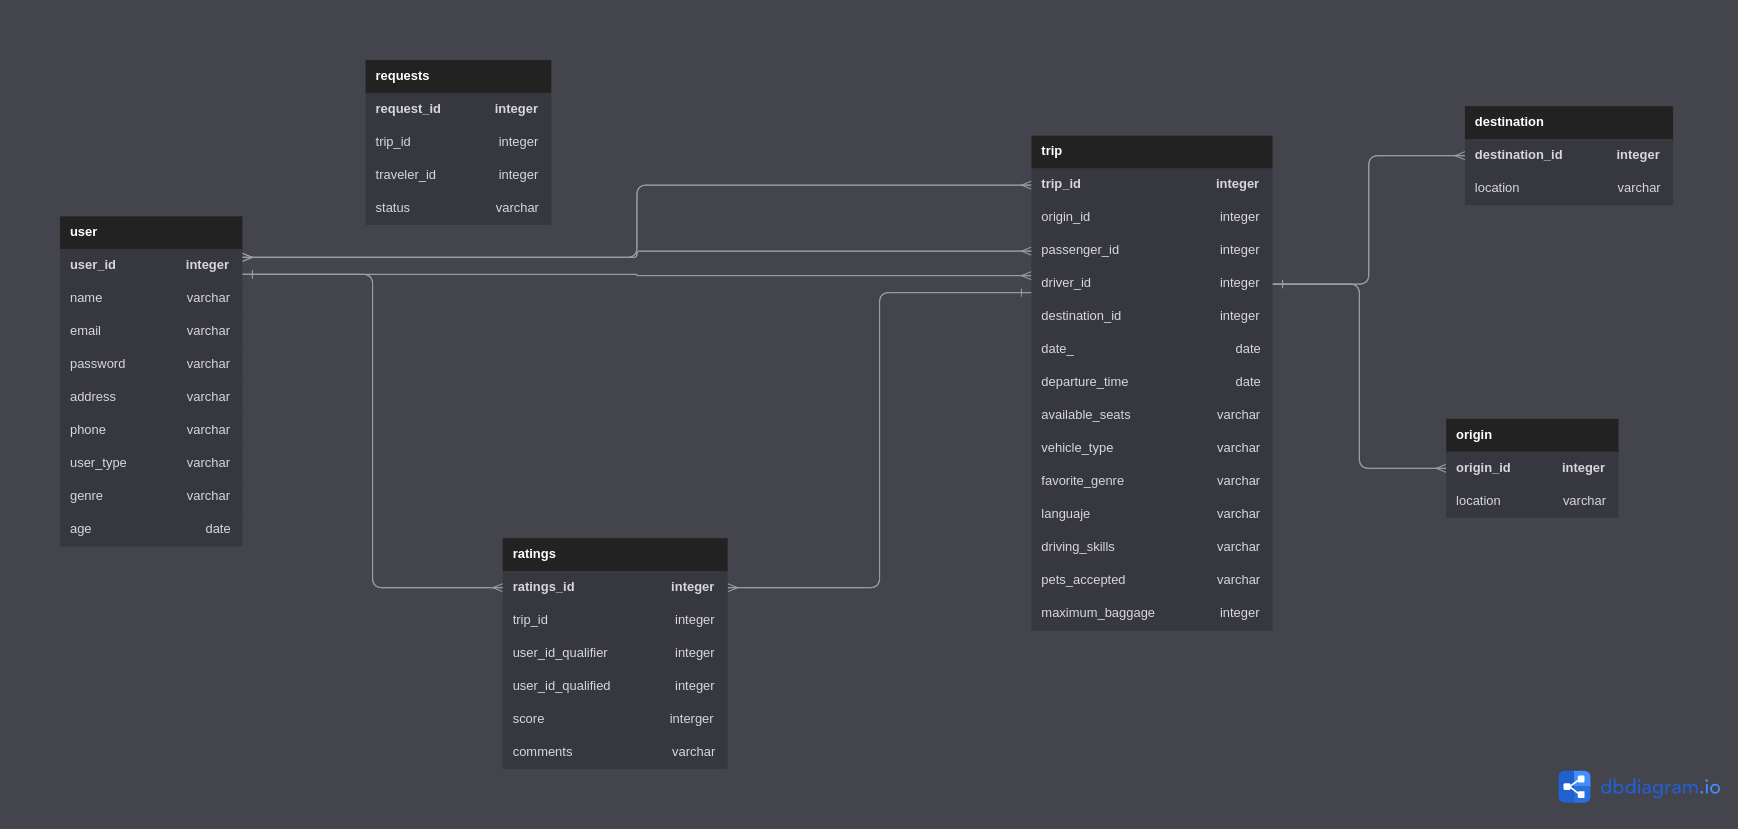 requests
request_id integer
trip_id integer
traveler_id integer
status varchar
user
user_id integer
name varchar
email varchar
password varchar
address varchar
phone varchar
user_type varchar
genre varchar
age date
ratings
ratings_id integer
trip_id integer
user_id_qualifier integer
user_id_qualified integer
score interger
comments varchar
trip
trip_id integer
origin_id integer
passenger_id integer
driver_id integer
destination_id integer
date_ date
departure_time date
available_seats varchar
vehicle_type varchar
favorite_genre varchar
languaje varchar
driving_skills varchar
pets_accepted varchar
maximum_baggage integer
destination
destination_id integer
location varchar
origin
origin_id integer
location varchar
dbdiagram.io